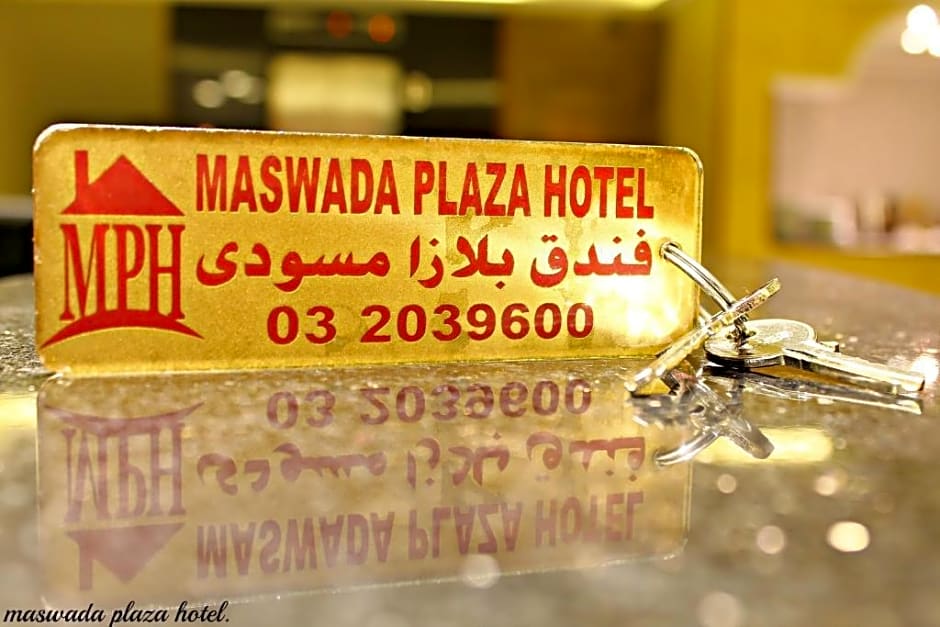 MASWADA PLAZA HOTEL
MPH
فندق بلازا مسودى
03 2039600
maswada plaza hotel.